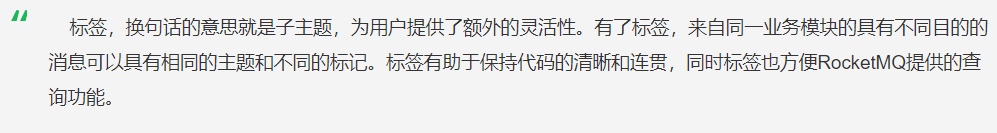 标签，换句话的意思就是子主题，为用户提供了额外的灵活性。有了标签，来自同一业务模块的具有不同目的的
消息可以具有相同的主题和不同的标记。标签有助于保持代码的清晰和连贯，同时标签也方便RocketMQ提供的查
询功能。